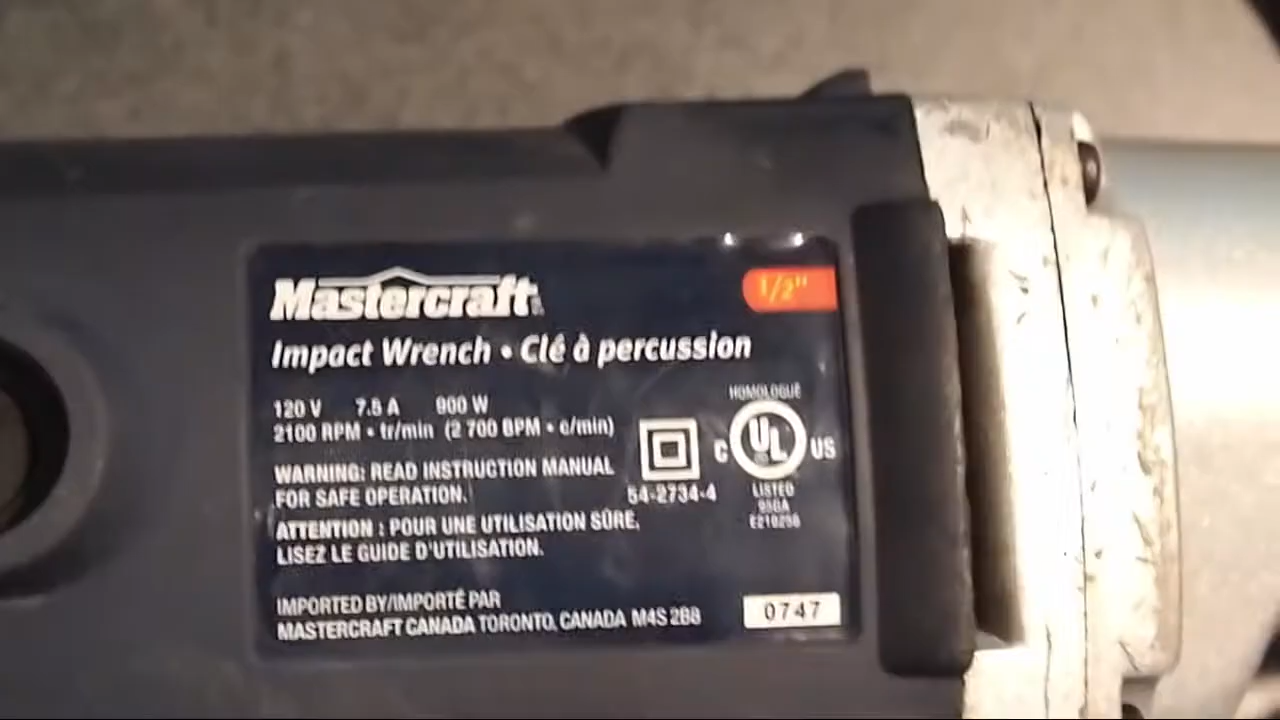 Mastercraft
1/2"
Impact Wrench • Clé à percussion
120 V 7.5 A 900 W
2100 RPM • tr/min (2 700 BPM • c/min)
WARNING: READ INSTRUCTION MANUAL
FOR SAFE OPERATION.
ATTENTION : POUR UNE UTILISATION SÛRE,
LISEZ LE GUIDE D'UTILISATION.
54-2734-4
HOMOLOGUÉ
C UL US
LISTED
IMPORTED BY/IMPORTÉ PAR
MASTERCRAFT CANADA TORONTO, CANADA M4S 2B8
0747